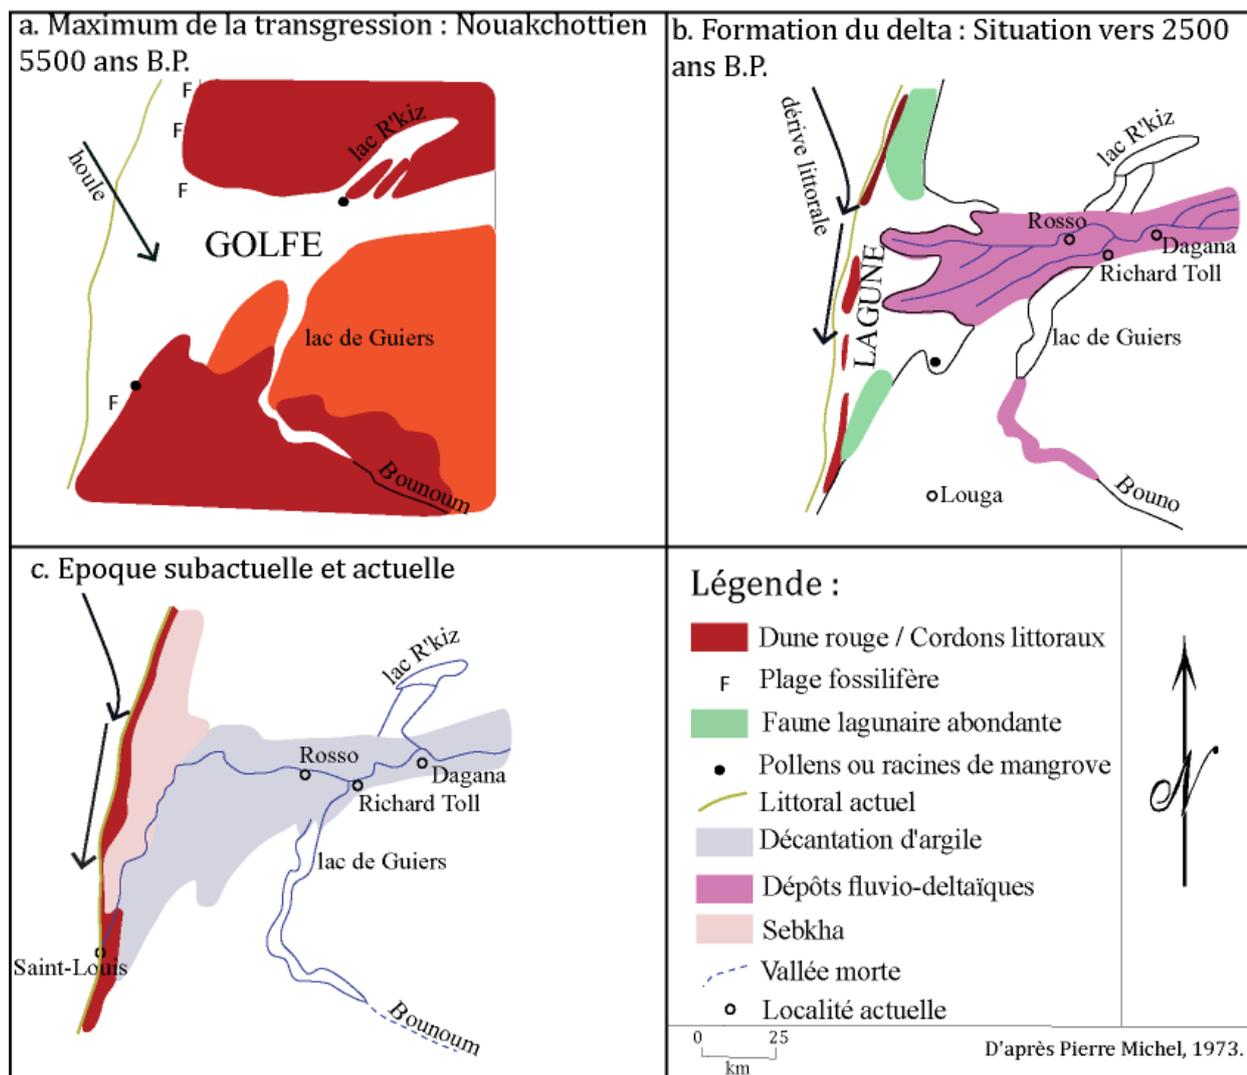 a. Maximum de la transgression : Nouakchottien
5500 ans B.P.
F
F
F
houle
lac R'kiz
GOLFE
lac de Guiers
F
Bounoum
b. Formation du delta : Situation vers 2500
ans B.P.
dérive littorale
lac R'kiz
LAGUNE
Rosso
Dagana
Richard Toll
lac de Guiers
Louga
Bouno
c. Epoque subactuelle et actuelle
lac R'kiz
Rosso
Dagana
Richard Toll
lac de Guiers
Saint-Louis
Bounoum
Légende :
Dune rouge / Cordons littoraux
F Plage fossilifère
Faune lagunaire abondante
Pollens ou racines de mangrove
Littoral actuel
Décantation d'argile
Dépôts fluvio-deltaïques
Sebkha
Vallée morte
Localité actuelle
N
0 25
km
D'après Pierre Michel, 1973.